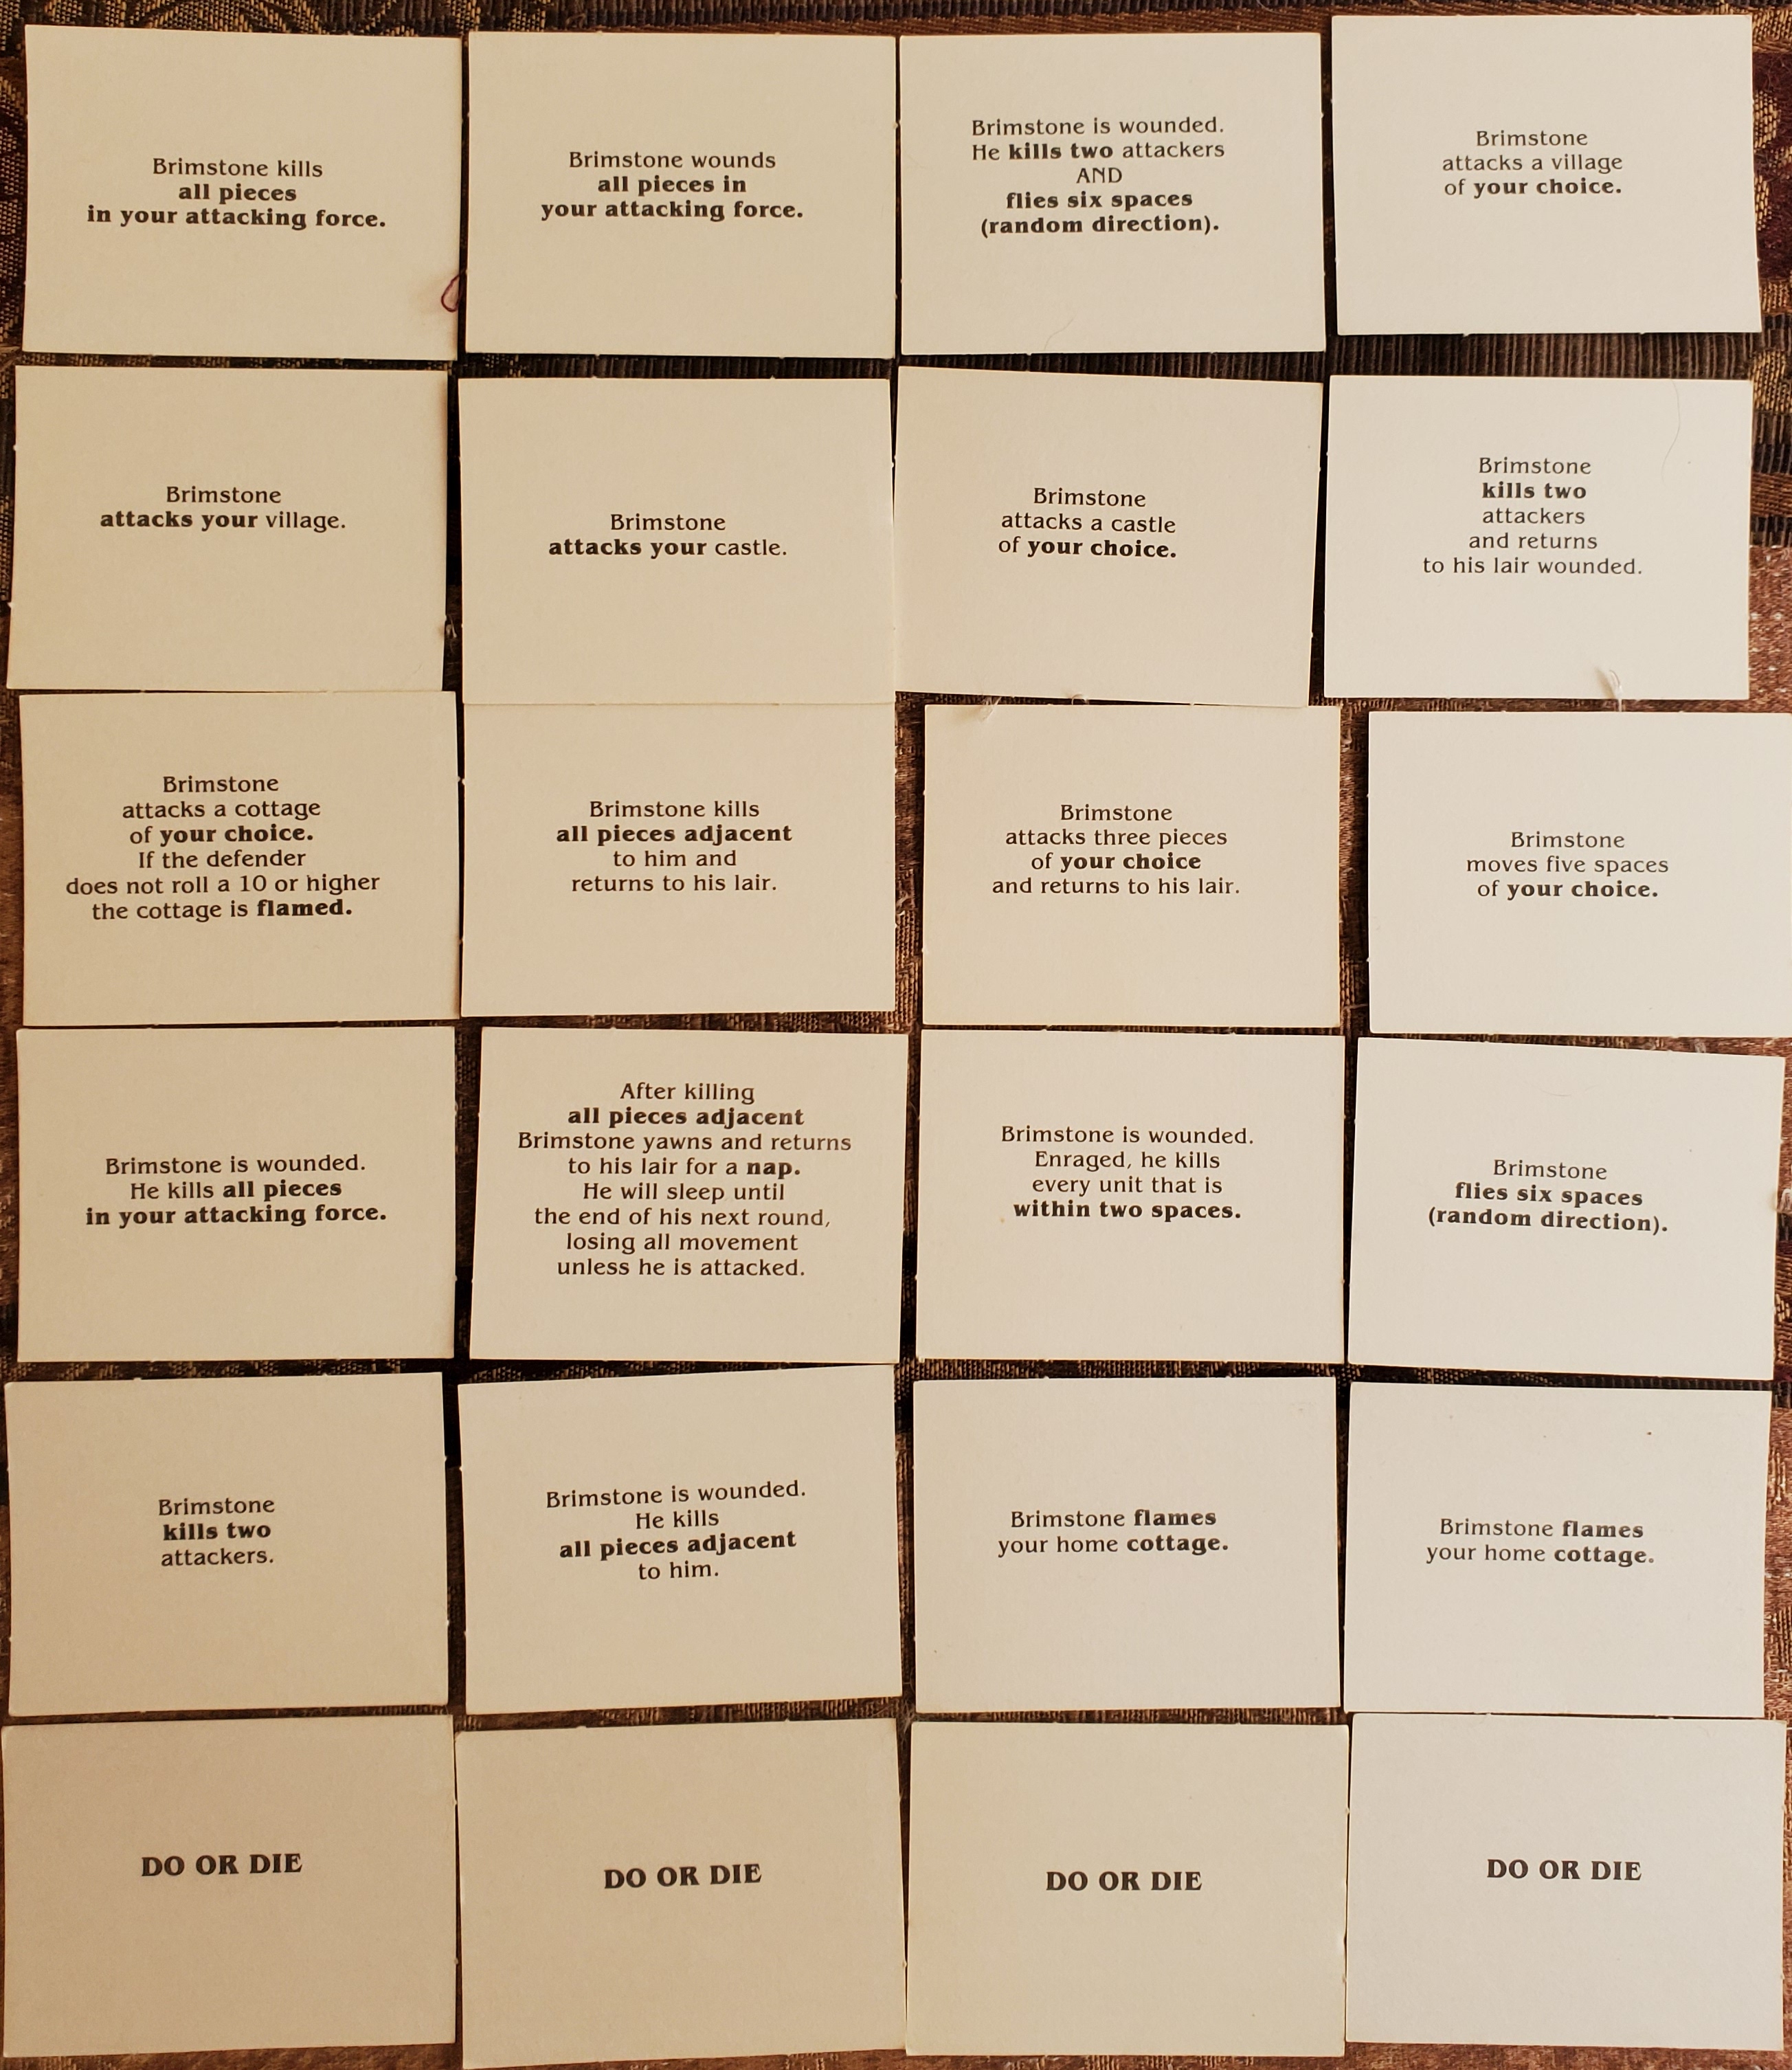 Brimstone kills
all pieces
in your attacking force.
Brimstone wounds
all pieces in
your attacking force.
Brimstone is wounded.
He kills two attackers
AND
flies six spaces
(random direction).
Brimstone
attacks a village
of your choice.
Brimstone
attacks your village.
Brimstone
attacks your castle.
Brimstone
attacks a castle
of your choice.
Brimstone
kills two
attackers
and returns
to his lair wounded.
Brimstone
attacks a cottage
of your choice.
If the defender
does not roll a 10 or higher
the cottage is flamed.
Brimstone kills
all pieces adjacent
to him and
returns to his lair.
Brimstone
attacks three pieces
of your choice
and returns to his lair.
Brimstone
moves five spaces
of your choice.
Brimstone is wounded.
He kills all pieces
in your attacking force.
After killing
all pieces adjacent
Brimstone yawns and returns
to his lair for a nap.
He will sleep until
the end of his next round,
losing all movement
unless he is attacked.
Brimstone is wounded.
Enraged, he kills
every unit that is
within two spaces.
Brimstone
flies six spaces
(random direction).
Brimstone
kills two
attackers.
Brimstone is wounded.
He kills
all pieces adjacent
to him.
Brimstone flames
your home cottage.
Brimstone flames
your home cottage.
DO OR DIE
DO OR DIE
DO OR DIE
DO OR DIE